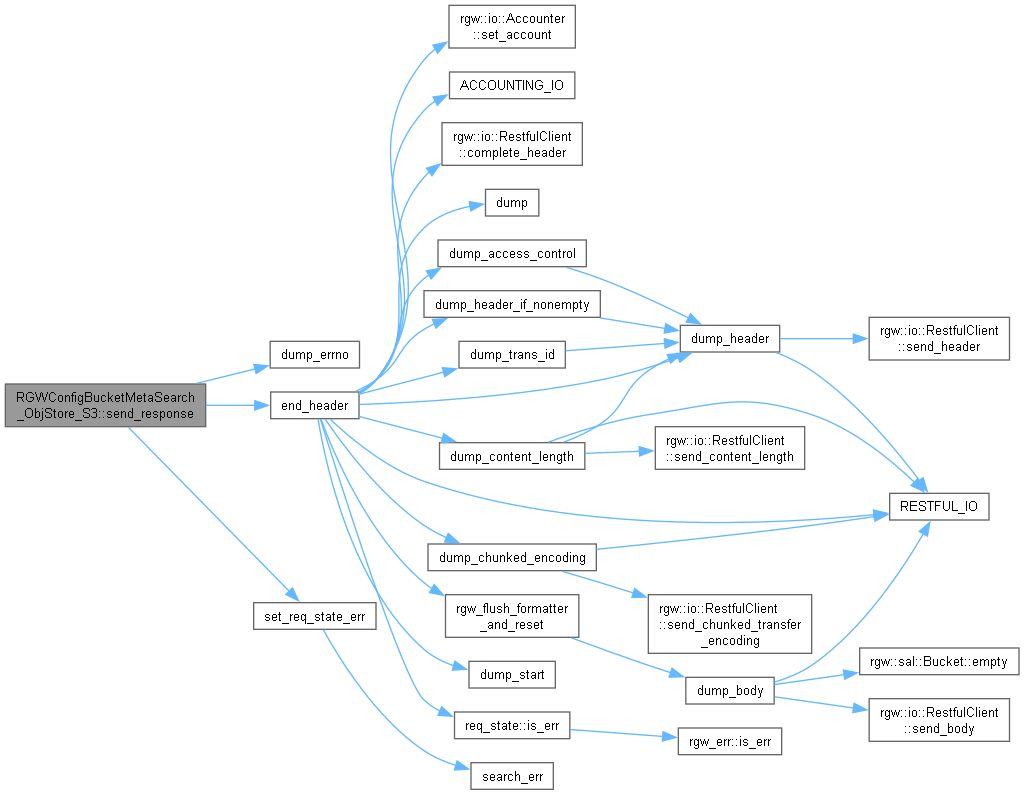 rgw::io::Accounter
::set_account
ACCOUNTING_IO
rgw::io::RestfulClient
::complete_header
dump
dump_access_control
dump_header_if_nonempty
dump_header
rgw::io::RestfulClient
::send_header
dump_errno
dump_trans_id
RGWConfigBucketMetaSearch
_ObjStore_S3::send_response
end_header
dump_content_length
rgw::io::RestfulClient
::send_content_length
RESTFUL_IO
dump_chunked_encoding
set_req_state_err
rgw_flush_formatter
_and_reset
rgw::io::RestfulClient
::send_chunked_transfer
_encoding
dump_start
dump_body
rgw::sal::Bucket::empty
req_state::is_err
rgw_err::is_err
rgw::io::RestfulClient
::send_body
search_err